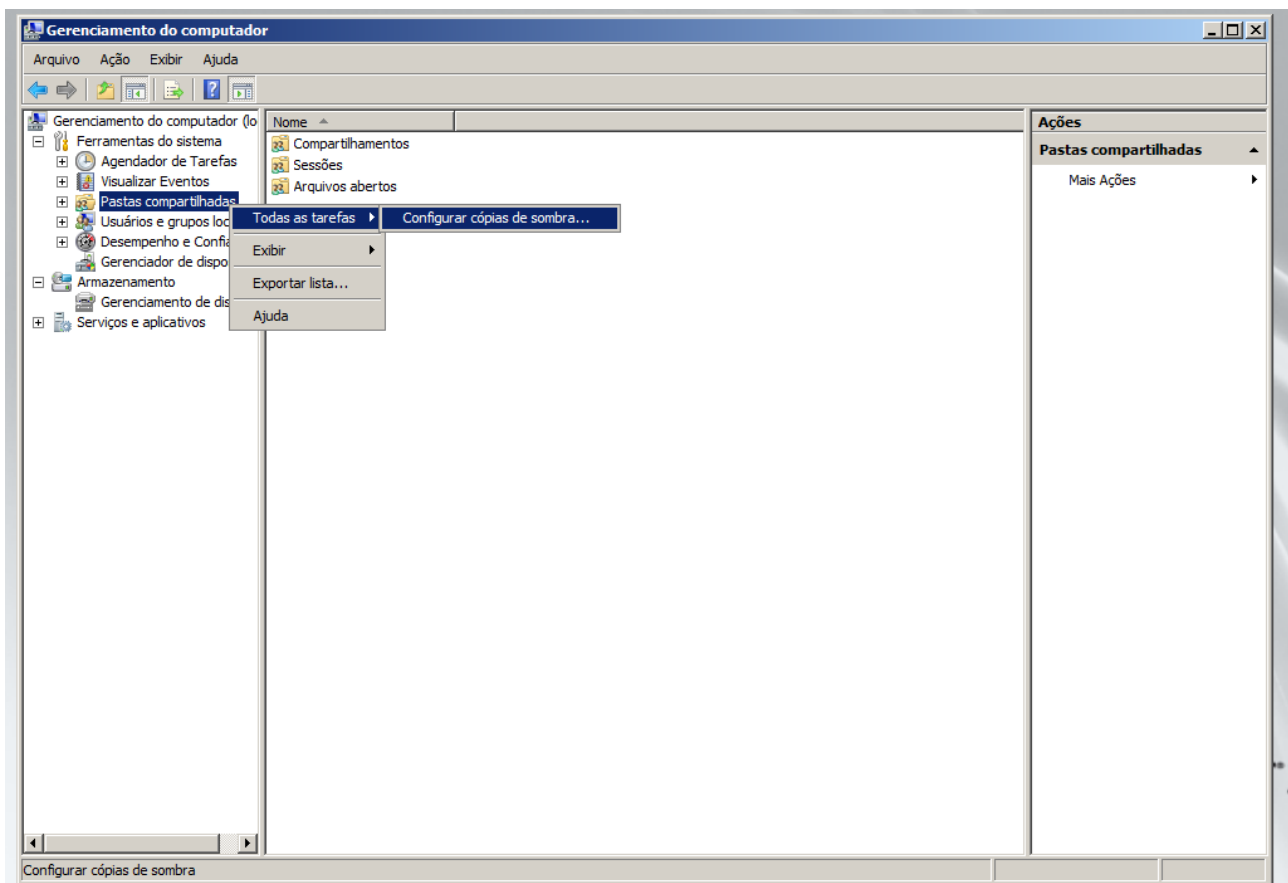 Gerenciamento do computador
Arquivo Ação Exibir Ajuda
Gerenciamento do computador (lo
Ferramentas do sistema
Agendador de Tarefas
Visualizar Eventos
Pastas compartilhadas
Usuários e grupos loc
Desempenho e Confia
Gerenciador de dispo
Armazenamento
Gerenciamento de dis
Serviços e aplicativos
Todas as tarefas
Exibir
Exportar lista...
Ajuda
Configurar cópias de sombra...
Nome
Compartilhamentos
Sessões
Arquivos abertos
Ações
Pastas compartilhadas
Mais Ações
Configurar cópias de sombra